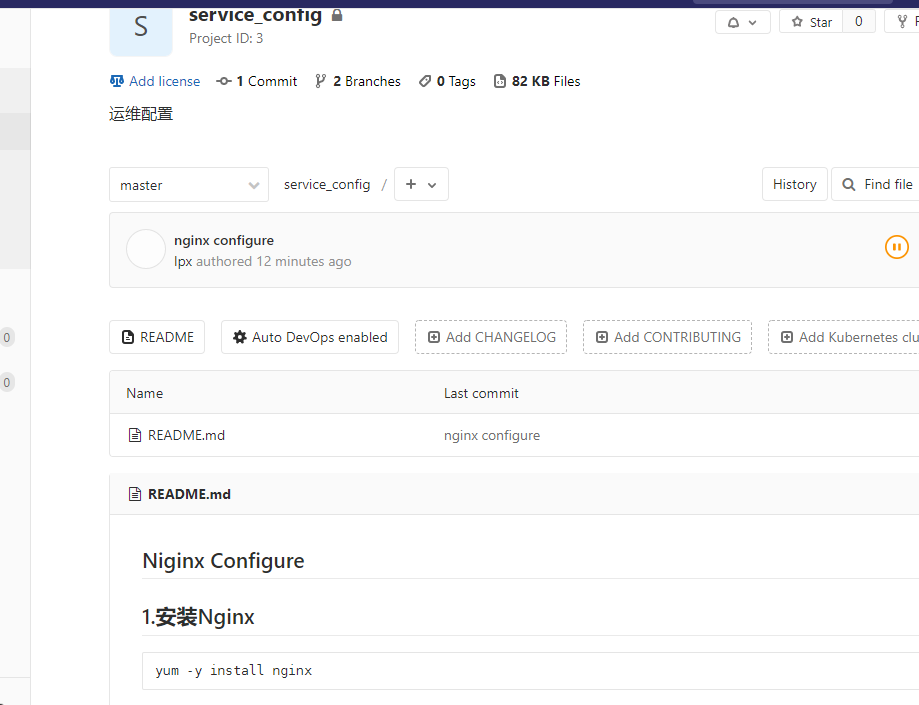 S
service_config
Project ID: 3
Star 0
Add license 1 Commit 2 Branches 0 Tags 82 KB Files
运维配置
master service_config / + History Find file
nginx configure
lpx authored 12 minutes ago
0
README Auto DevOps enabled Add CHANGELOG Add CONTRIBUTING Add Kubernetes clu
0
Name Last commit
README.md nginx configure
README.md
Niginx Configure
1.安装Nginx
yum -y install nginx